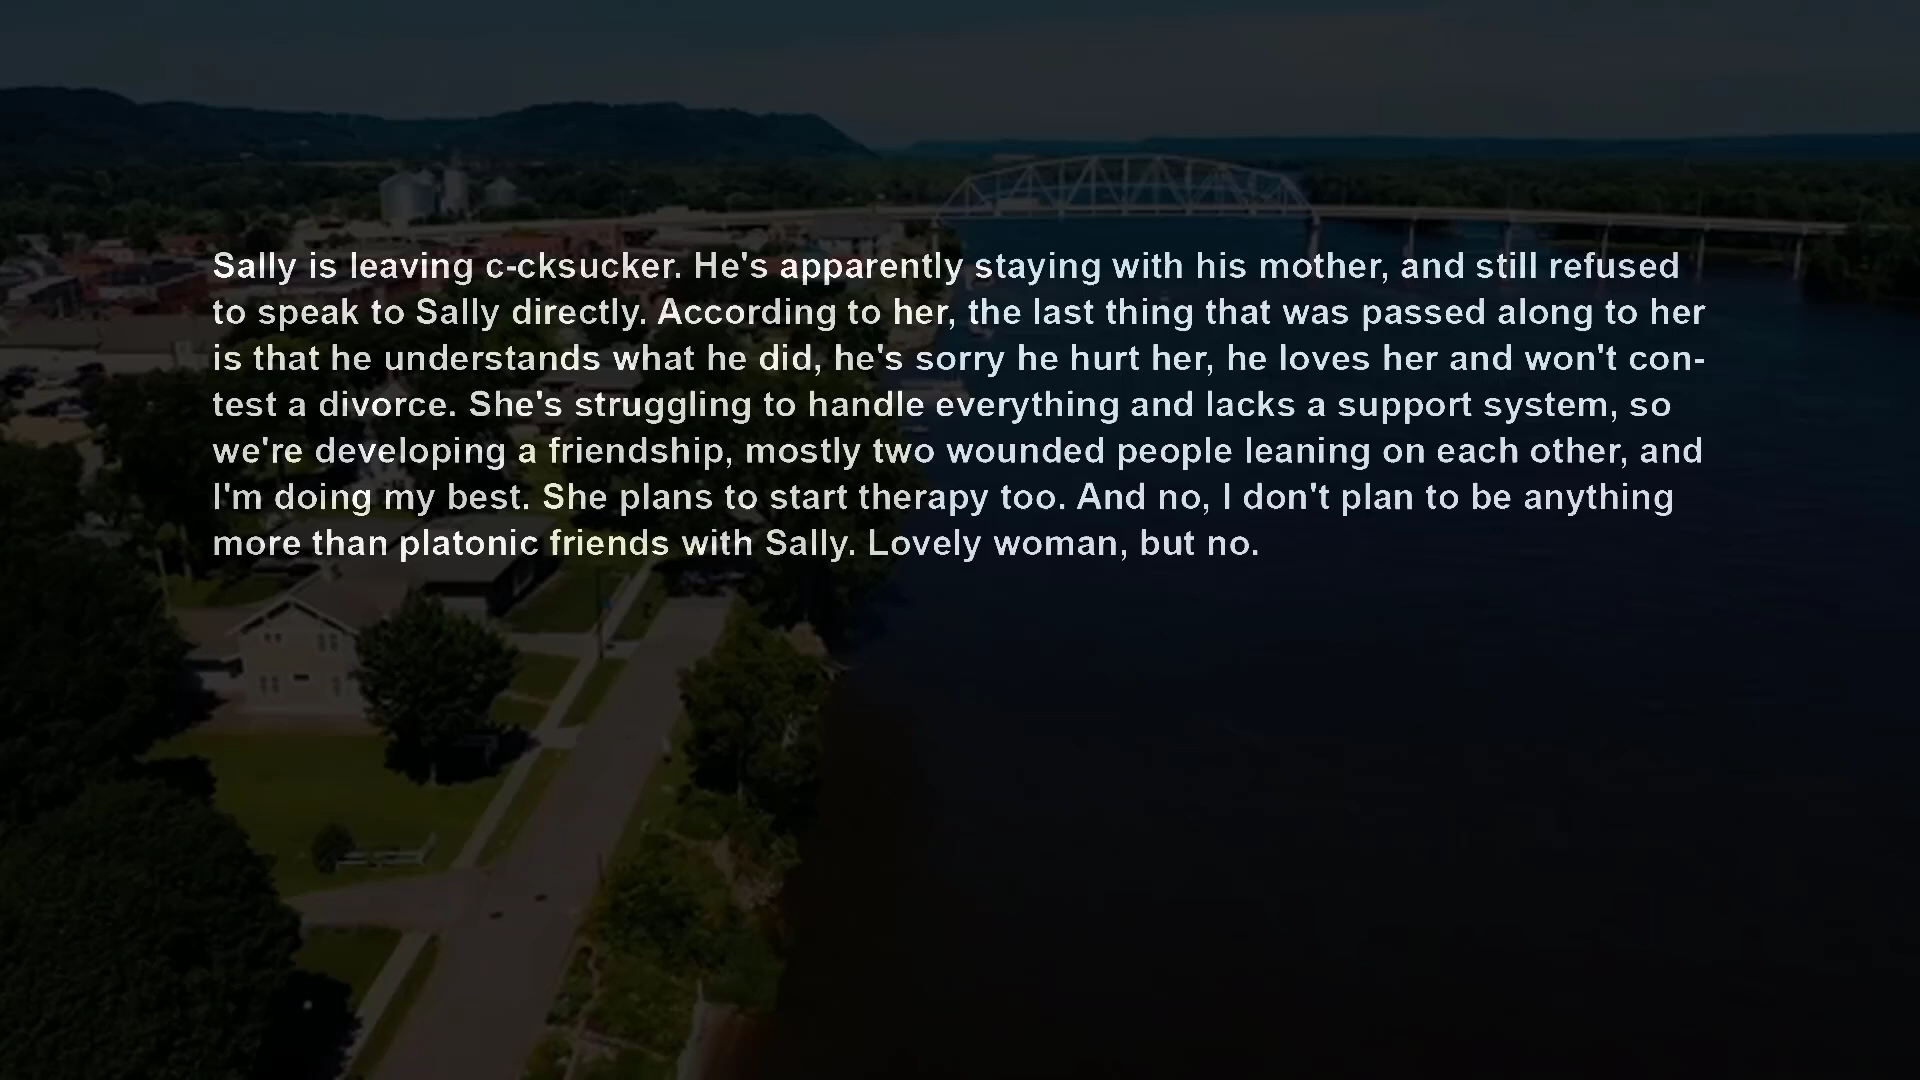 Sally is leaving c-cksucker. He's apparently staying with his mother, and still refused
to speak to Sally directly. According to her, the last thing that was passed along to her
is that he understands what he did, he's sorry he hurt her, he loves her and won't con-
test a divorce. She's struggling to handle everything and lacks a support system, so
we're developing a friendship, mostly two wounded people leaning on each other, and
I'm doing my best. She plans to start therapy too. And no, I don't plan to be anything
more than platonic friends with Sally. Lovely woman, but no.